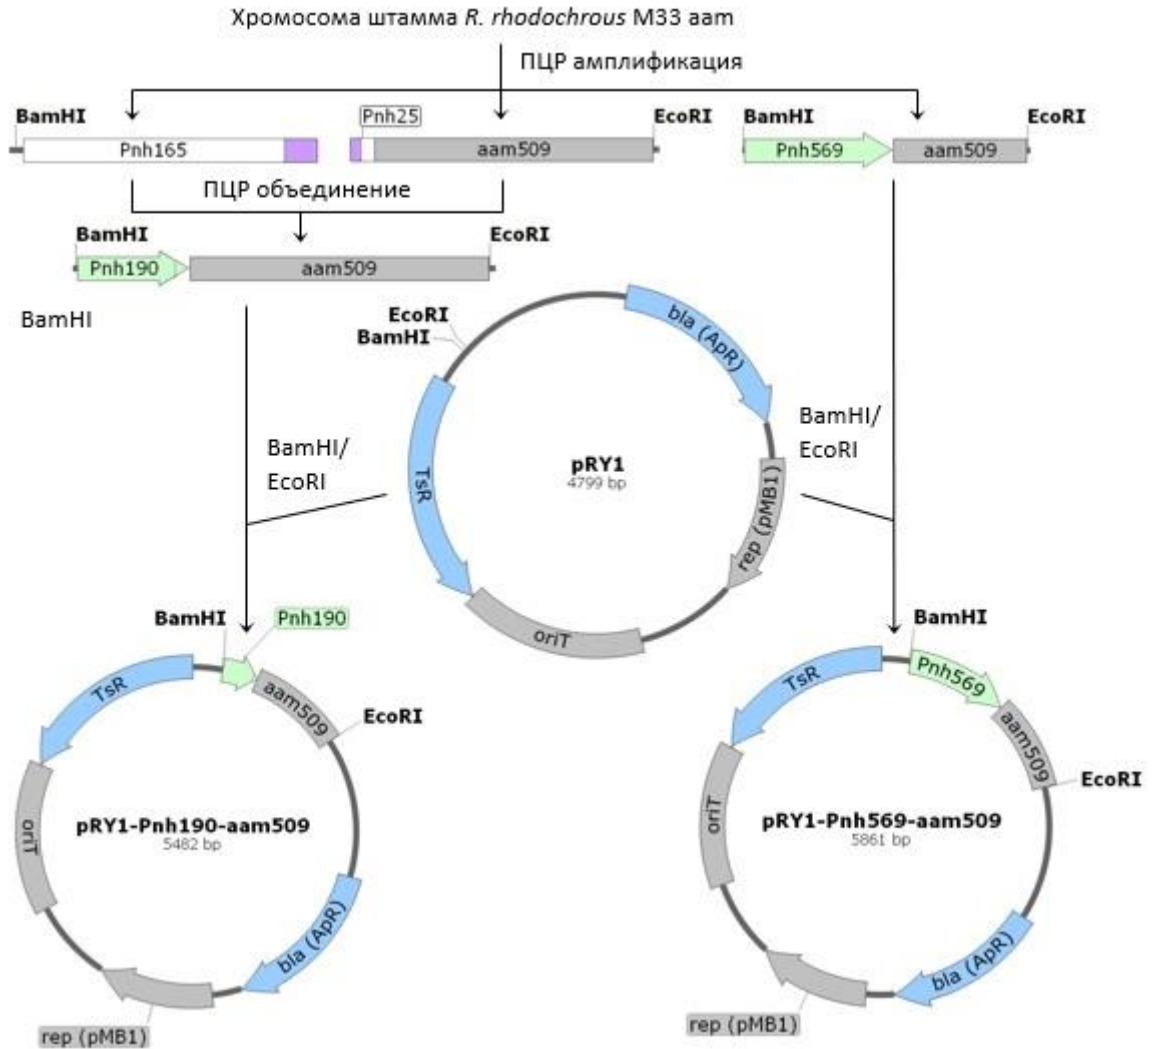 Хромосома штамма R. rhodochrous M33 aam
ПЦР амплификация
BamHI
Pnh165
Pnh25
aam509
EcoRI
BamHI
Pnh569
aam509
EcoRI
ПЦР объединение
BamHI
Pnh190
aam509
EcoRI
BamHI
EcoRI
BamHI
bla (ApR)
TsR
pRY1
4799 bp
rep (pMB1)
oriT
BamHI/
EcoRI
BamHI/
EcoRI
BamHI
Pnh190
TsR
aam509
EcoRI
oriT
pRY1-Pnh190-aam509
5482 bp
bla (ApR)
rep (pMB1)
BamHI
TsR
Pnh569
aam509
EcoRI
oriT
pRY1-Pnh569-aam509
5861 bp
bla (ApR)
rep (pMB1)